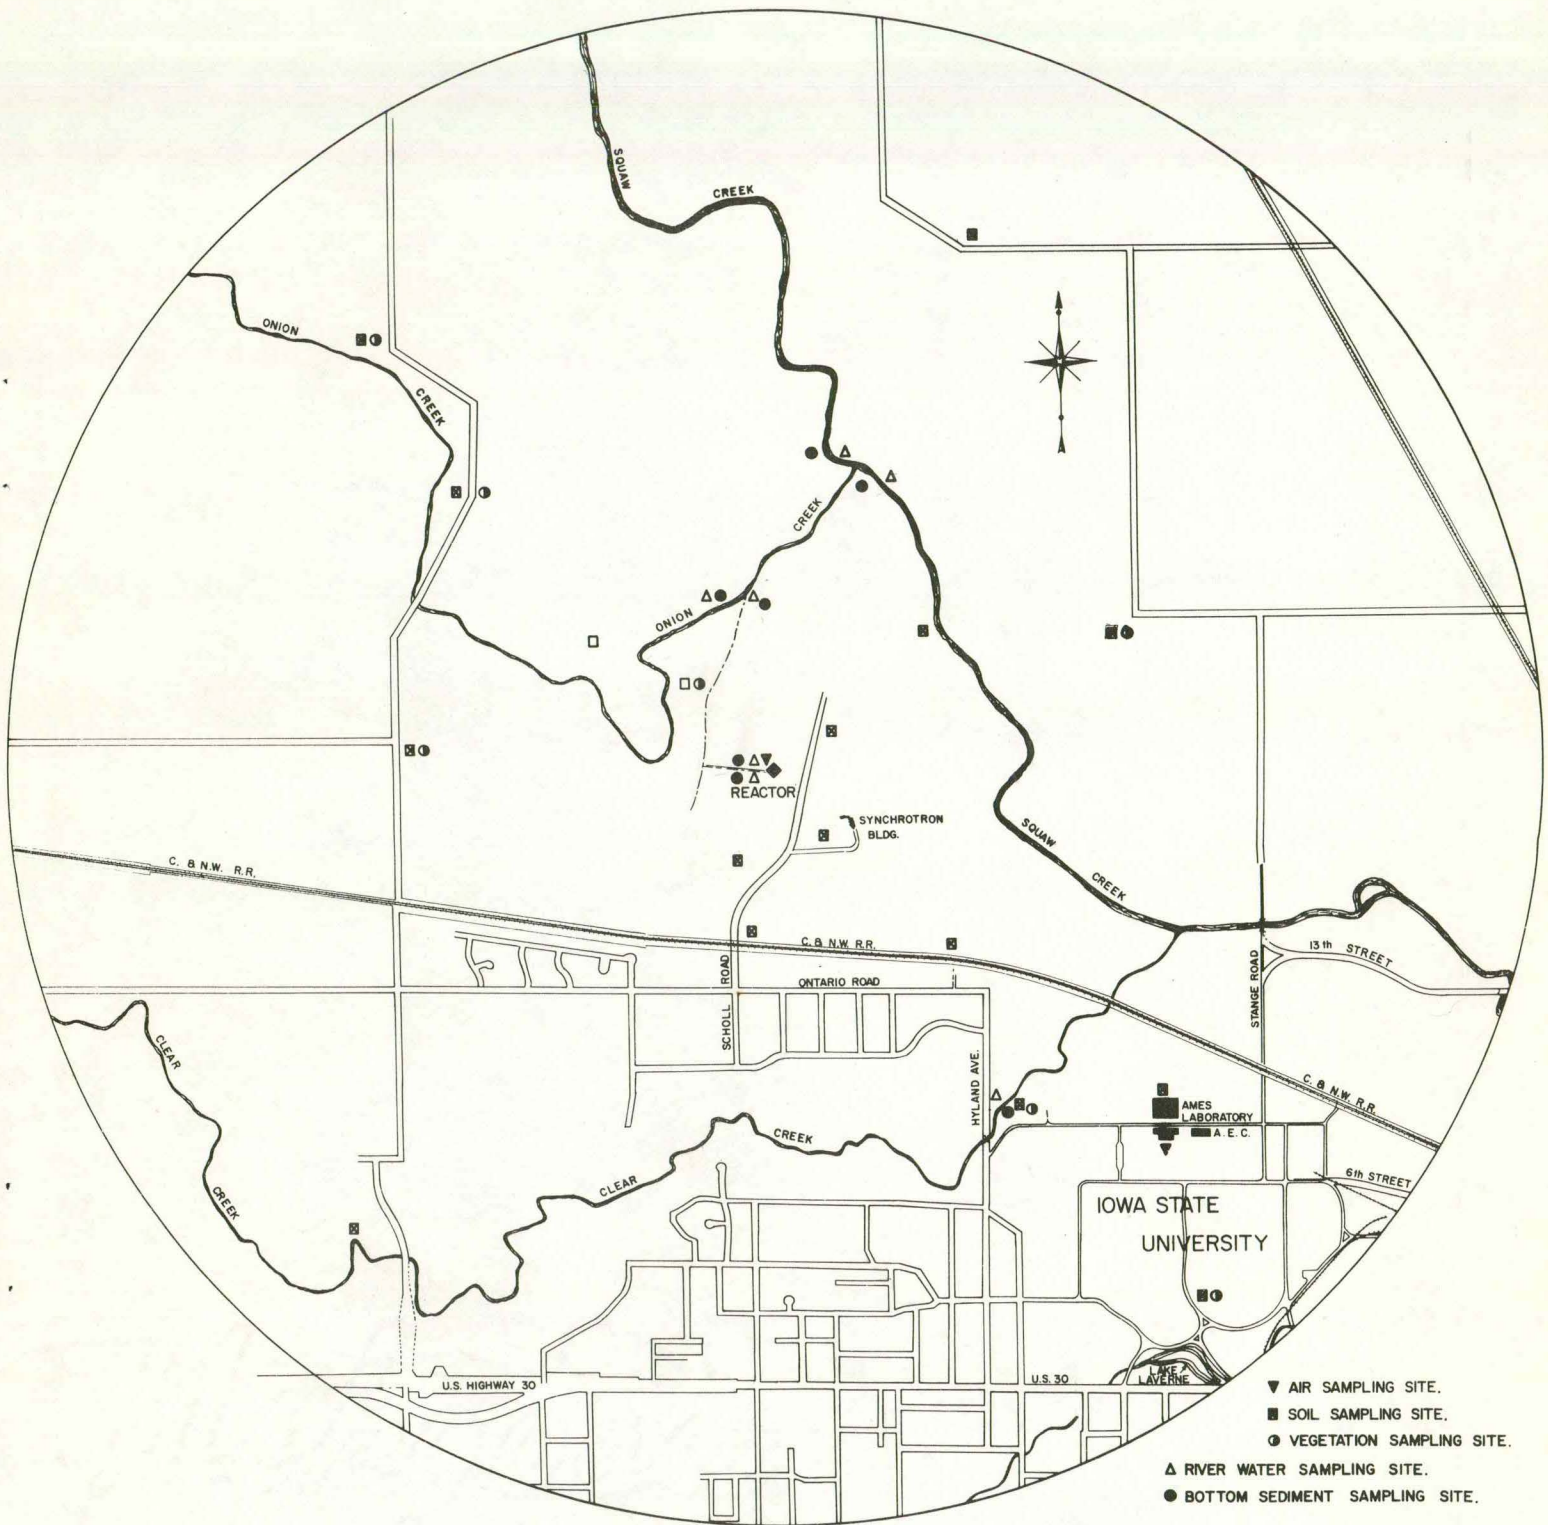 SQUAW
CREEK
ONION
CREEK
CREEK
ONION
REACTOR
SYNCHROTRON
BLDG.
SQUAW
CREEK
C. & N.W. R.R.
C. & N.W. R.R.
13th STREET
SCHOLL ROAD
ONTARIO ROAD
STANGE ROAD
CLEAR
CREEK
HYLAND AVE.
C. & N.W. R.R.
AMES
LABORATORY
A. E. C.
CREEK
CLEAR
6th STREET
IOWA STATE
UNIVERSITY
LAKE
LAVERNE
U.S. HIGHWAY 30
U.S. 30
AIR SAMPLING SITE.
SOIL SAMPLING SITE.
VEGETATION SAMPLING SITE.
RIVER WATER SAMPLING SITE.
BOTTOM SEDIMENT SAMPLING SITE.